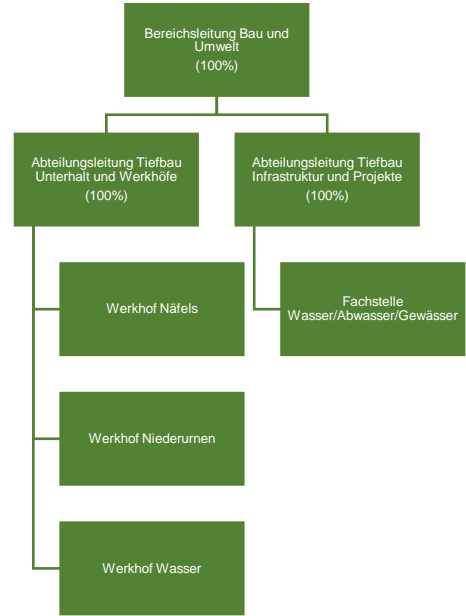 Bereichsleitung Bau und
Umwelt
(100%)
Abteilungsleitung Tiefbau
Unterhalt und Werkhöfe
(100%)
Abteilungsleitung Tiefbau
Infrastruktur und Projekte
(100%)
Werkhof Näfels
Fachstelle
Wasser/Abwasser/Gewässer
Werkhof Niederurnen
Werkhof Wasser